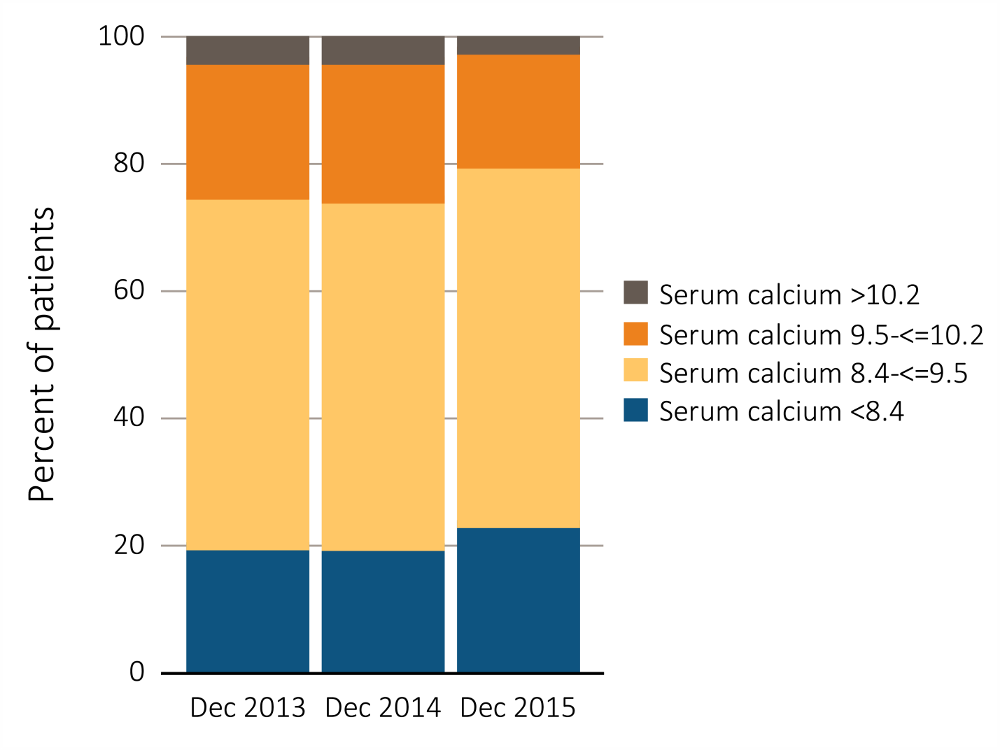 100
80
60
40
20
0
Percent of patients
Dec 2013 Dec 2014 Dec 2015
Serum calcium >10.2
Serum calcium 9.5-<=10.2
Serum calcium 8.4-<=9.5
Serum calcium <8.4